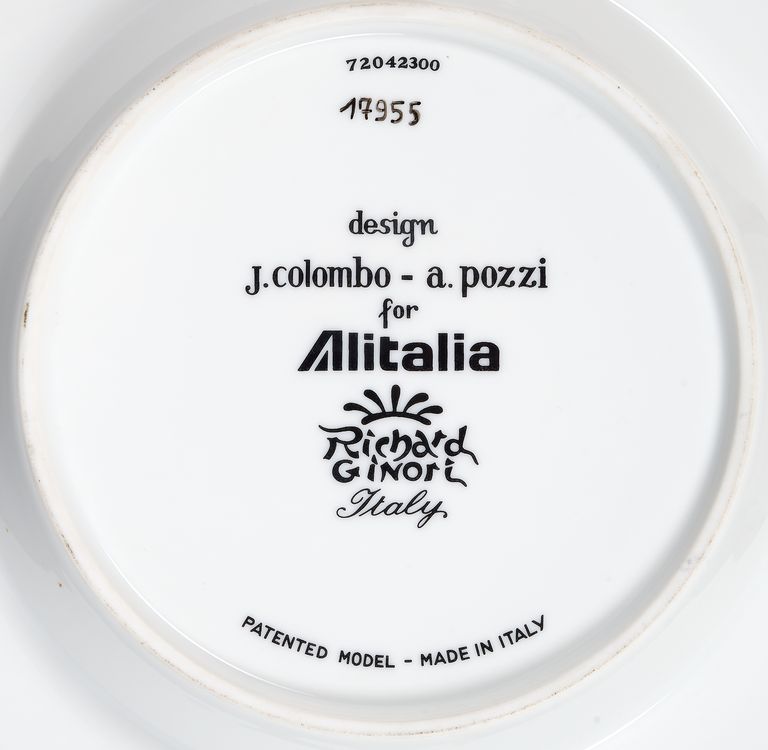 72042300
17955
design
J.colombo - a. pozzi
for
Alitalia
Richard
Ginori
Italy
PATENTED MODEL - MADE IN ITALY